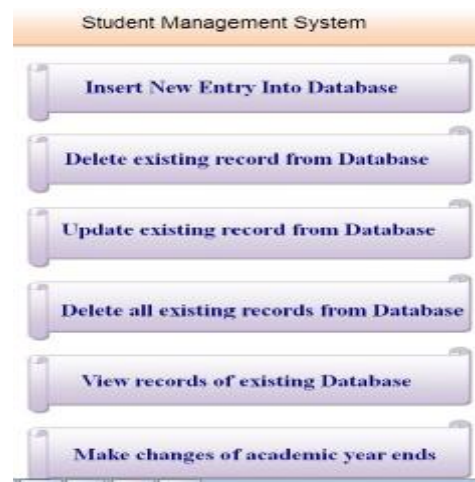 Student Management System
Insert New Entry Into Database
Delete existing record from Database
Update existing record from Database
Delete all existing records from Database
View records of existing Database
Make changes of academic year ends